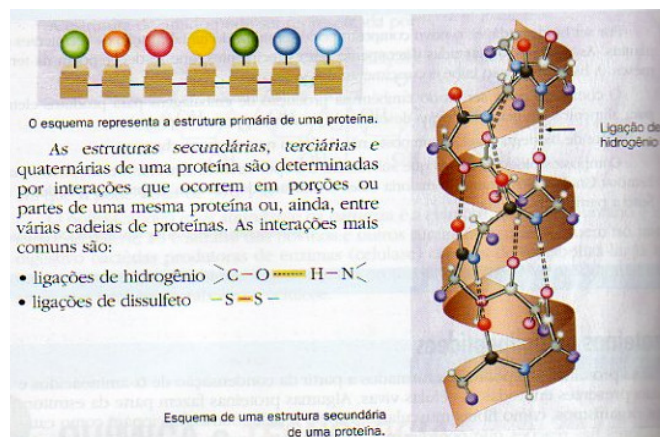 O esquema representa a estrutura primária de uma proteína.
As estruturas secundárias, terciárias e
quaternárias de uma proteína são determinadas
por interações que ocorrem em porções ou
partes de uma mesma proteína ou, ainda, entre
várias cadeias de proteínas. As interações mais
comuns são:
• ligações de hidrogênio >C–O┅H–N<
• ligações de dissulfeto –S–S–
Ligação de
hidrogênio
Esquema de uma estrutura secundária
de uma proteína.